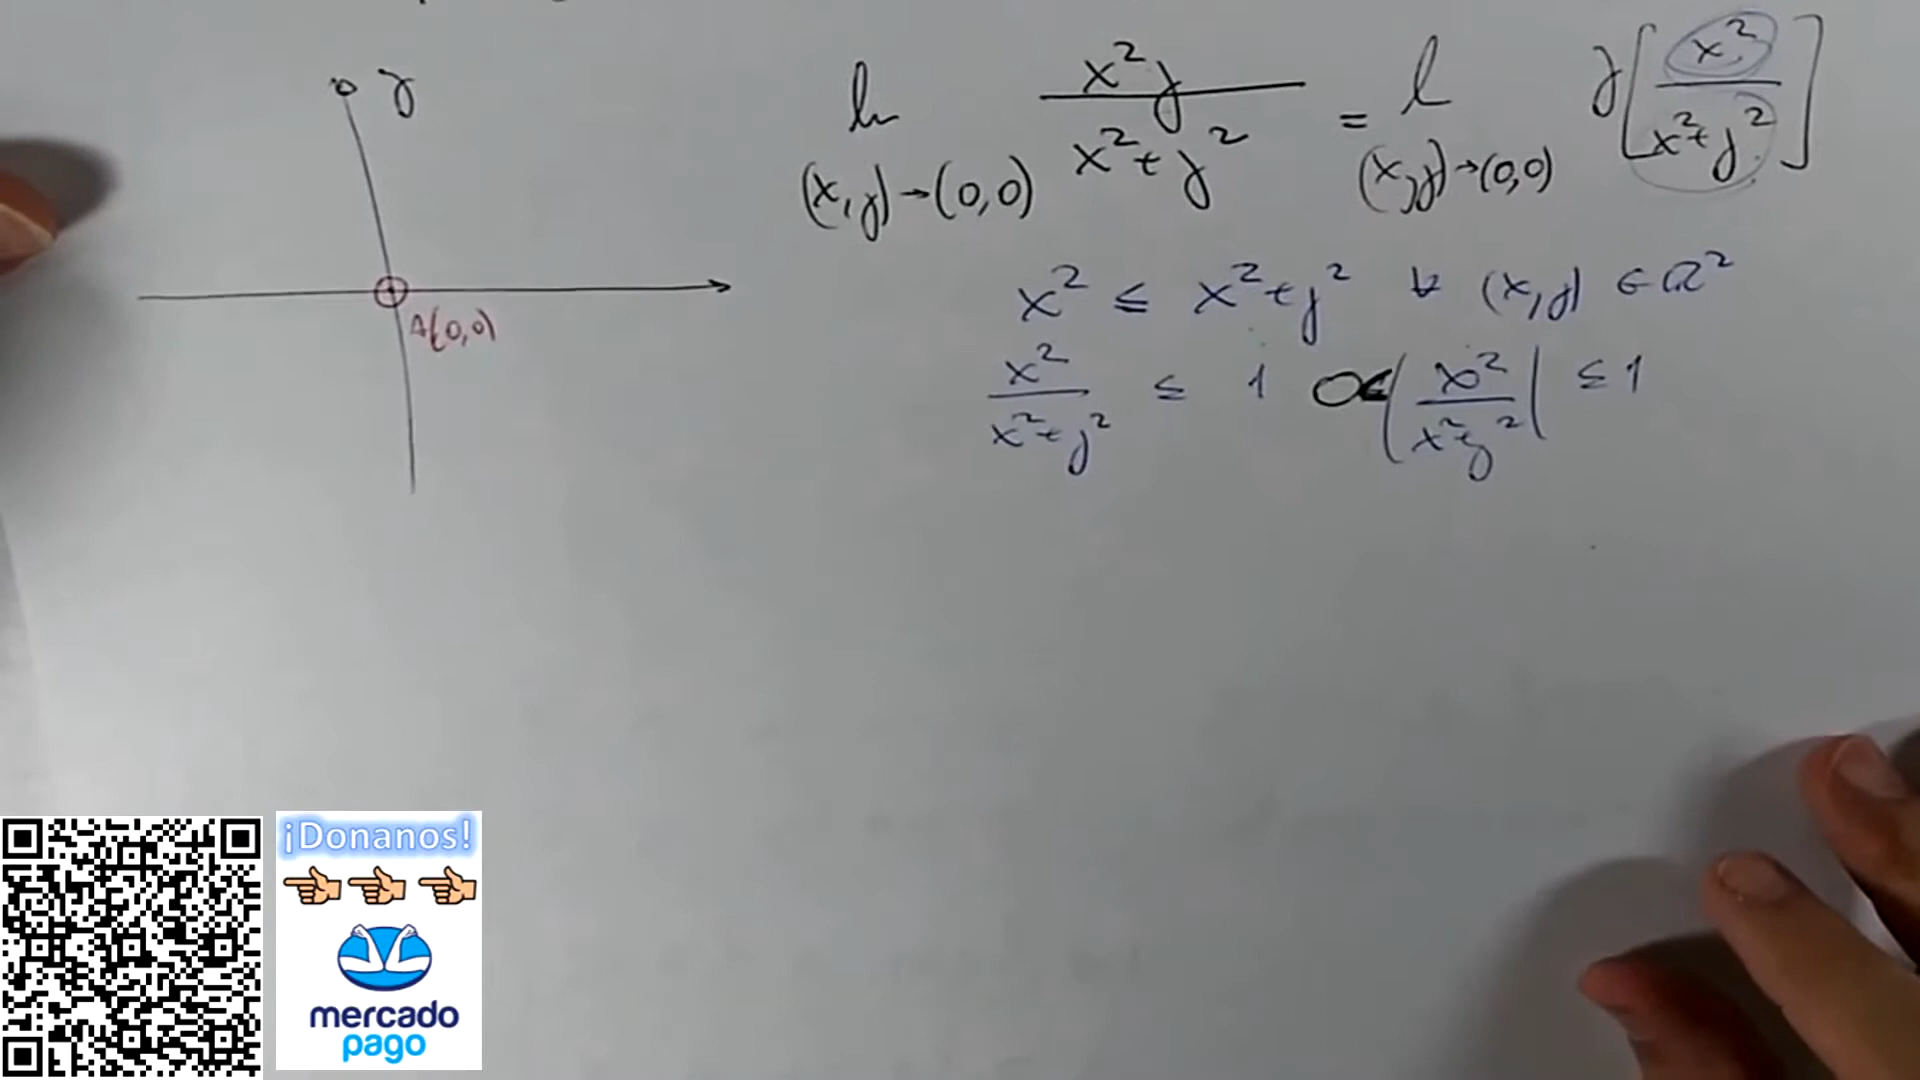 y
A(0,0)
lim (x,y)→(0,0) x²y / x²+y² = l (x,y)→(0,0) y[x² / x²+y²]
x² ≤ x²+y² ∀ (x,y) ∈ ℝ²
x² / x²+y² ≤ 1 0≤|x² / x²+y²| ≤ 1
¡Donanos!
mercado
pago